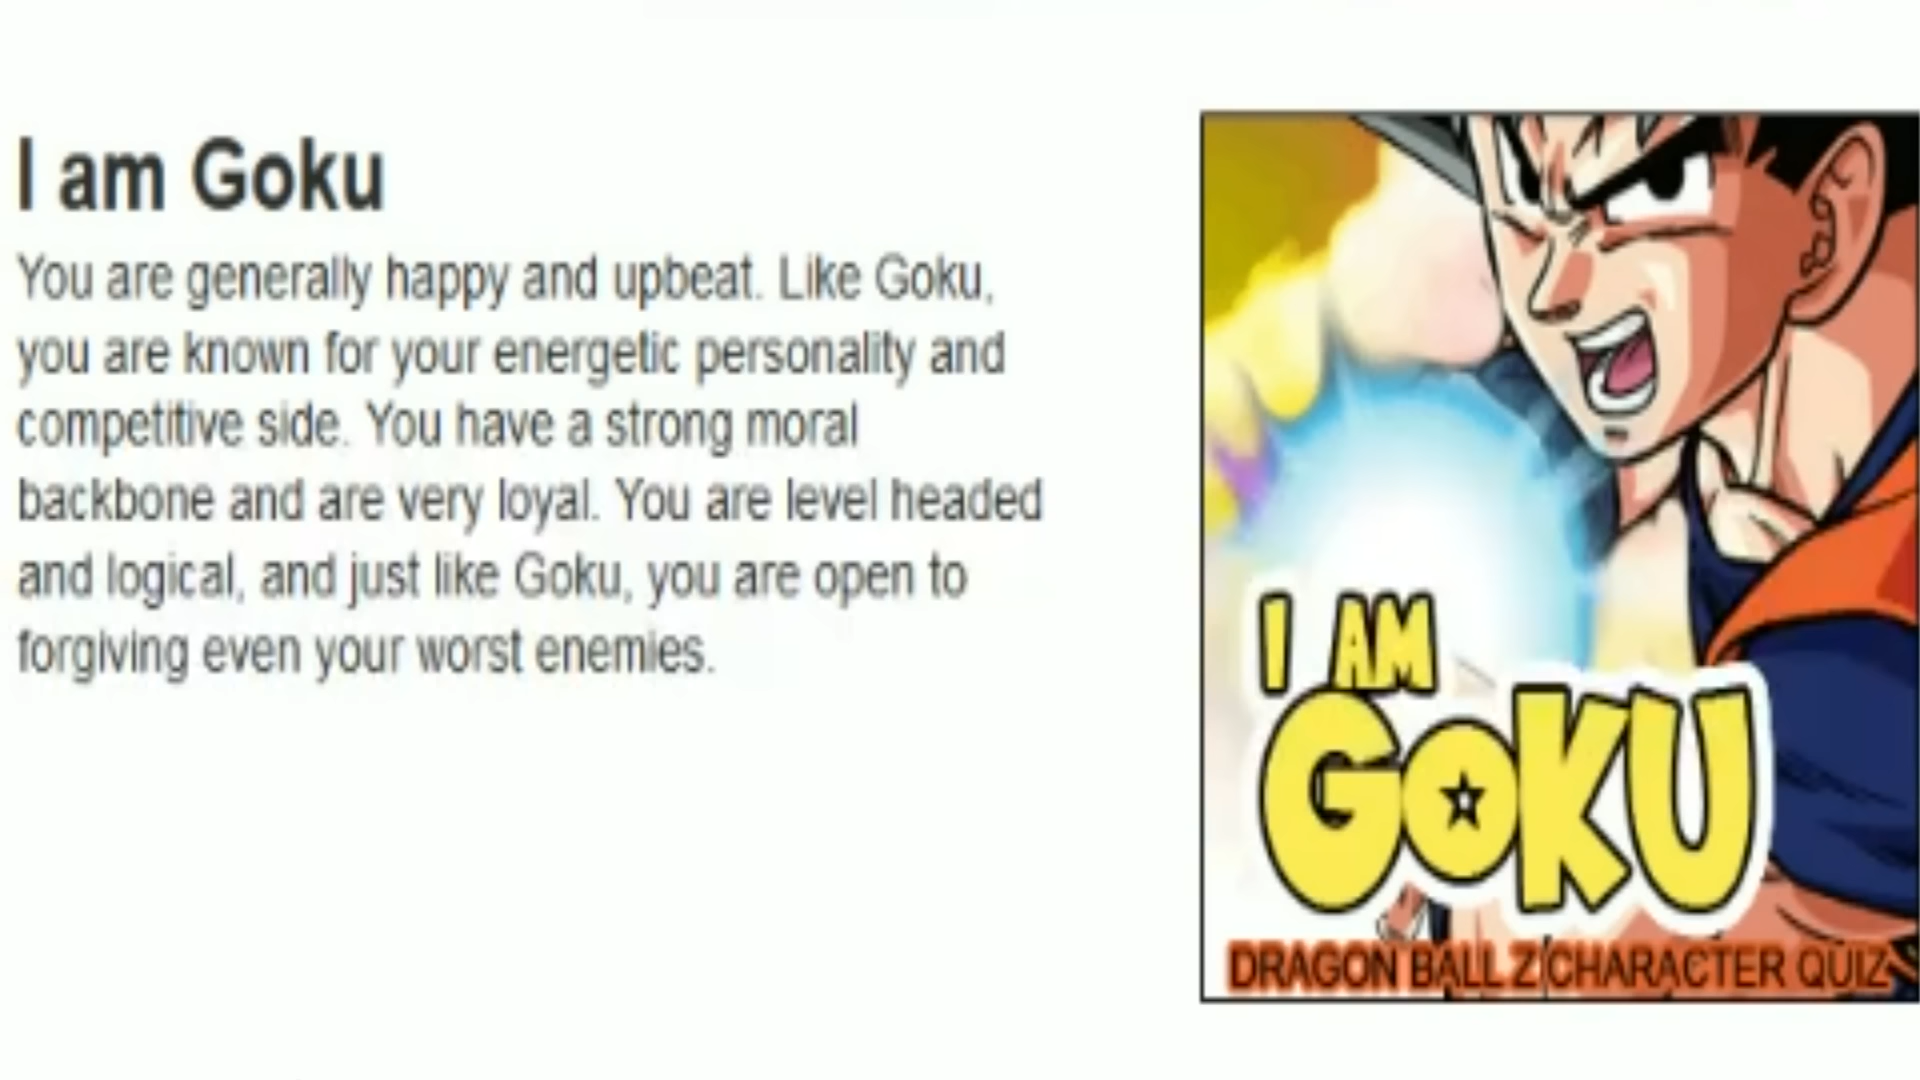 I am Goku
You are generally happy and upbeat. Like Goku,
you are known for your energetic personality and
competitive side. You have a strong moral
backbone and are very loyal. You are level headed
and logical, and just like Goku, you are open to
forgiving even your worst enemies.
I AM
GOKU
DRAGON BALL Z CHARACTER QUIZ